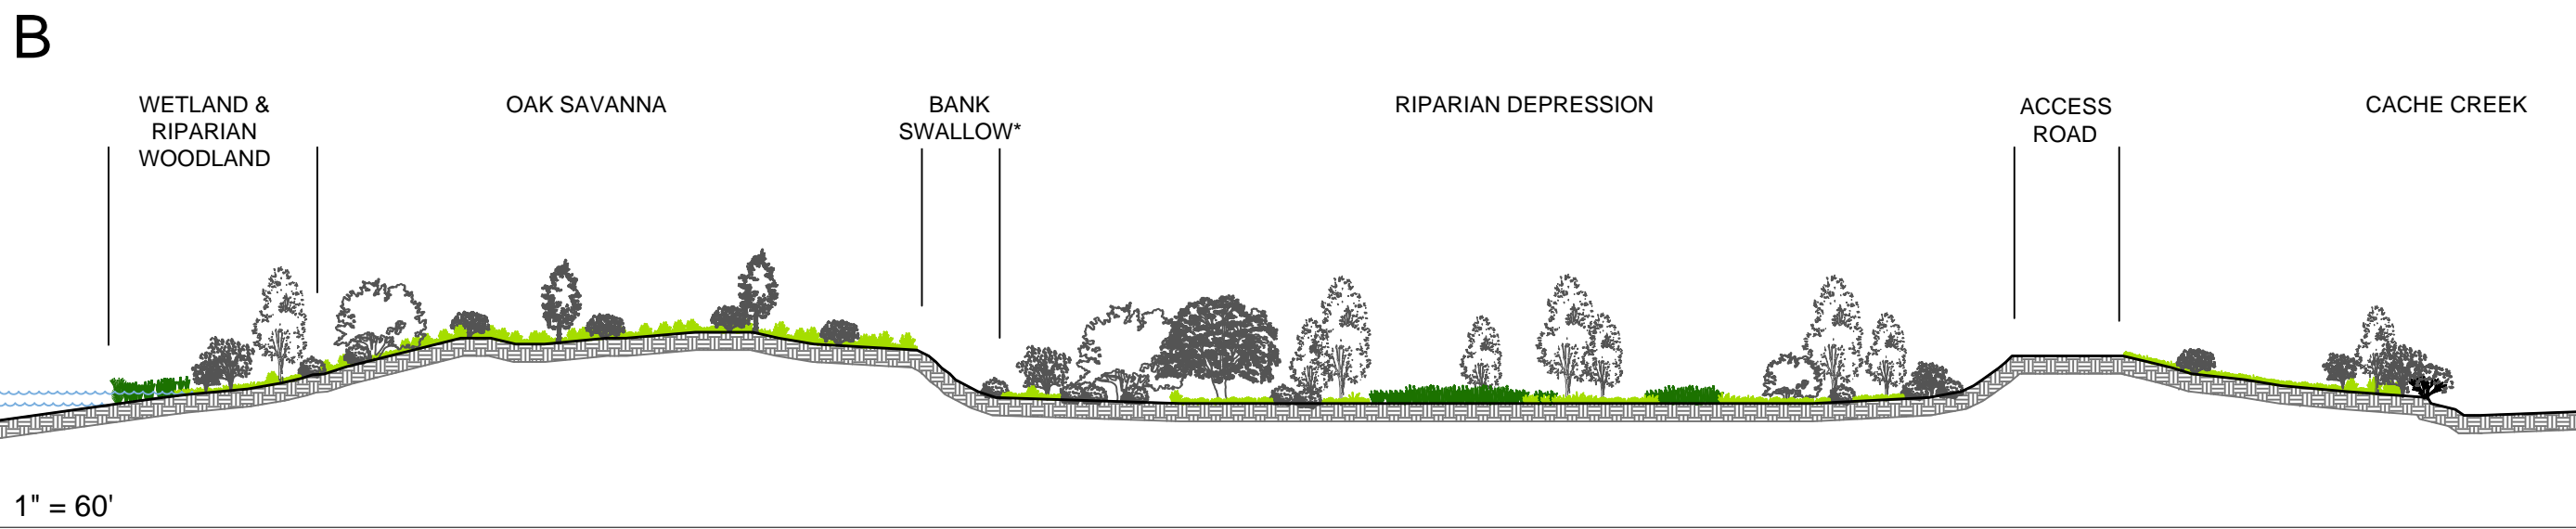 B
WETLAND &
RIPARIAN
WOODLAND
OAK SAVANNA
BANK
SWALLOW*
RIPARIAN DEPRESSION
ACCESS
ROAD
CACHE CREEK
1" = 60'